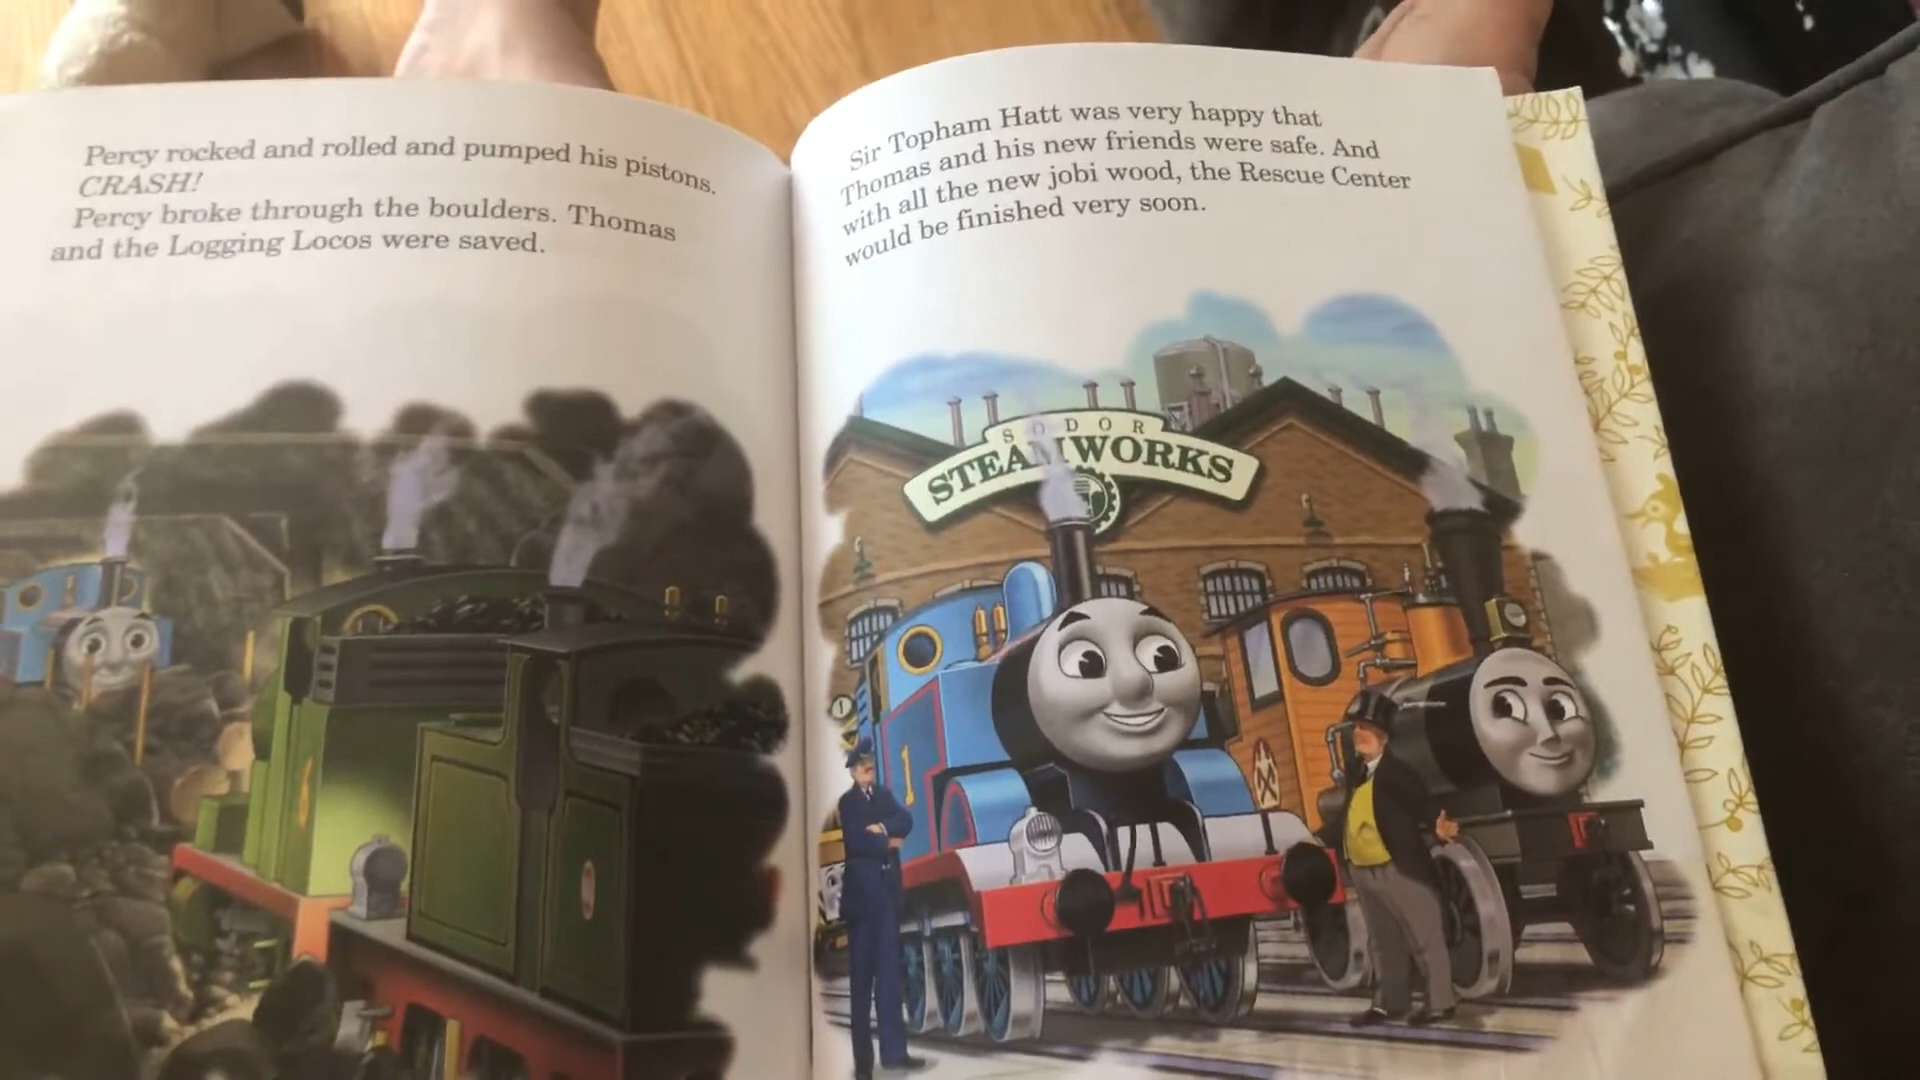 Percy rocked and rolled and pumped his pistons.
CRASH!
Percy broke through the boulders. Thomas
and the Logging Locos were saved.
Sir Topham Hatt was very happy that
Thomas and his new friends were safe. And
with all the new jobi wood, the Rescue Center
would be finished very soon.
SODOR
STEAMWORKS
1